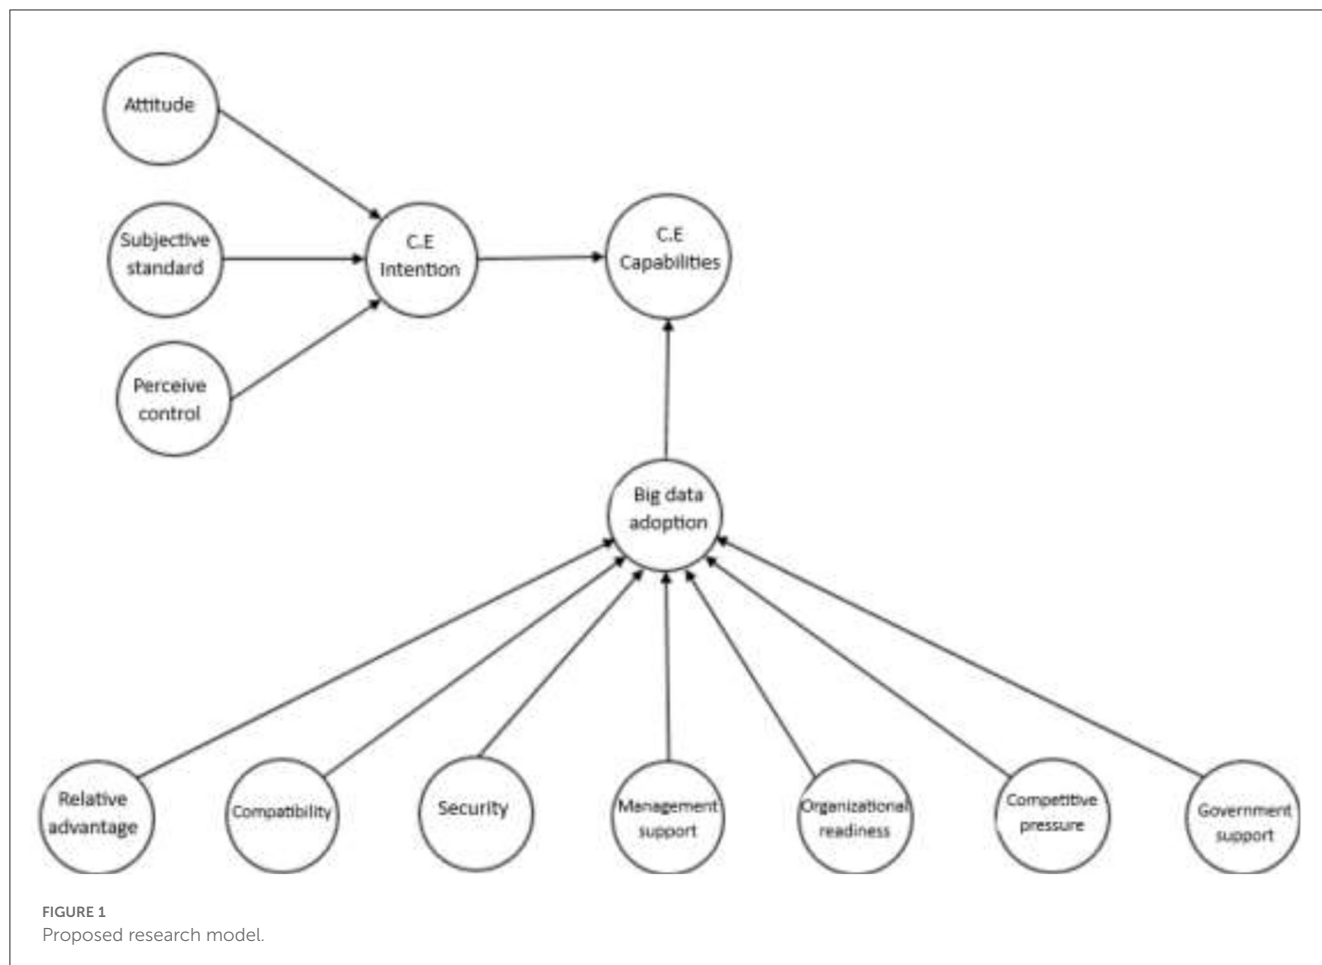 Attitude
Subjective
standard
Perceive
control
C.E
Intention
C.E
Capabilities
Big data
adoption
Relative
advantage
Compatibility
Security
Management
support
Organizational
readiness
Competitive
pressure
Government
support
FIGURE 1
Proposed research model.